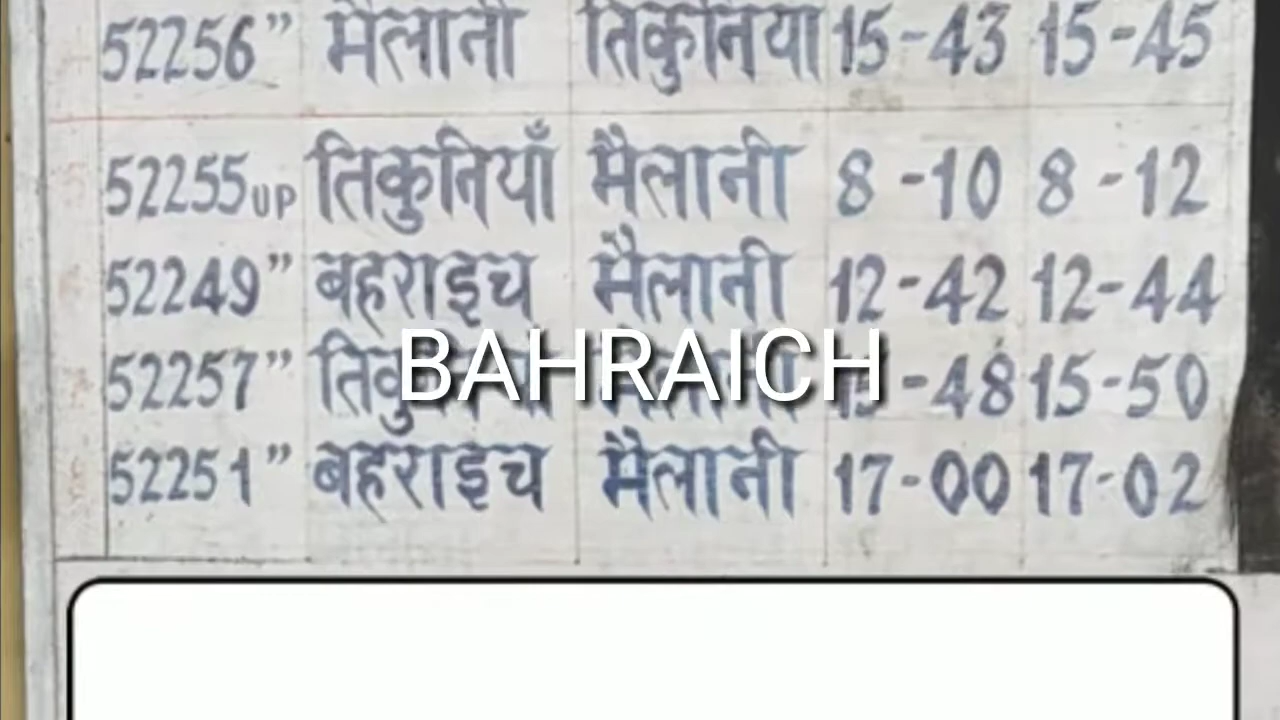 52256” मैलानी तिकुनिया 15-43 15-45
52255UP तिकुनियाँ मैलानी 8-10 8-12
52249” बहराइच मैलानी 12-42 12-44
52257” 15-48 15-50
BAHRAICH
52251” बहराइच मैलानी 17-00 17-02